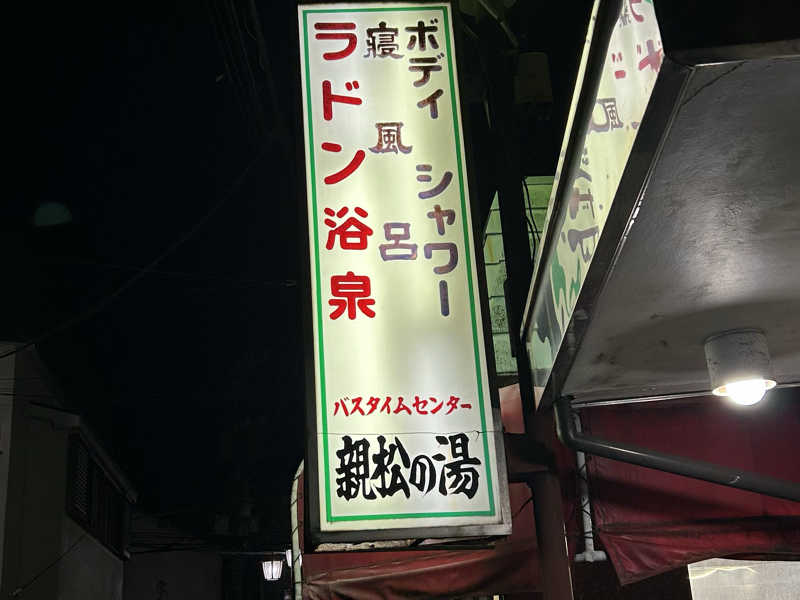 ボディシャワー
寝風呂
ラドン浴泉
バスタイムセンター
親松の湯